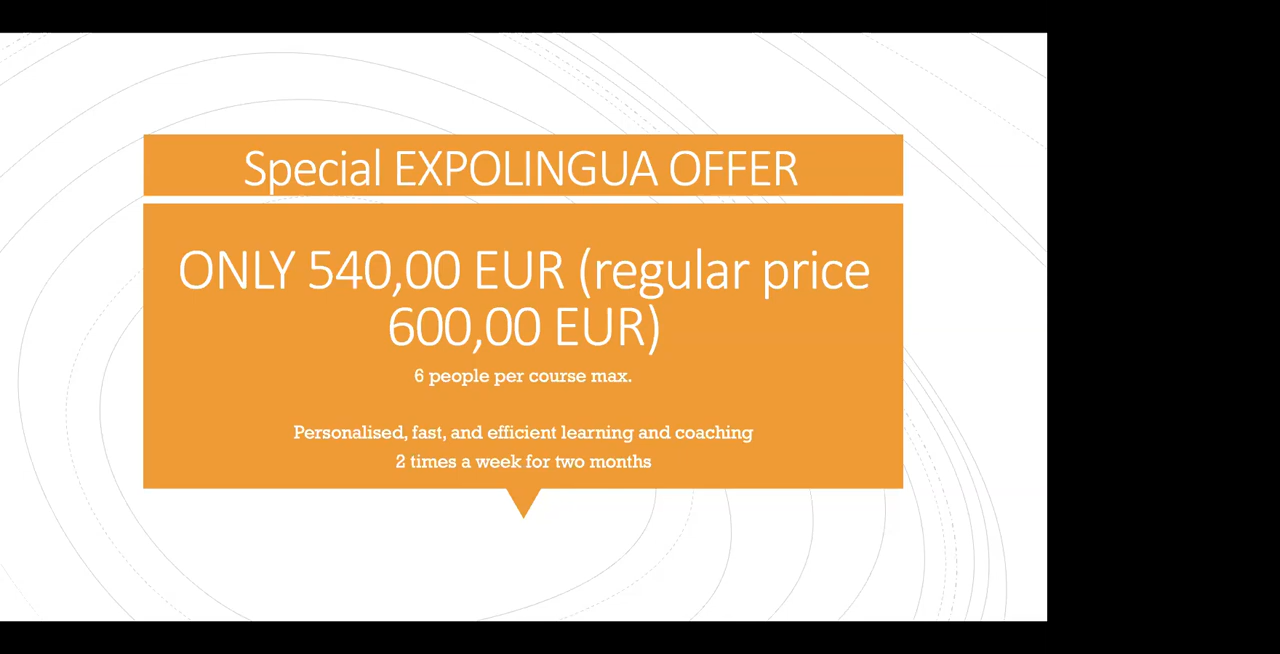 Special EXPOLINGUA OFFER
ONLY 540,00 EUR (regular price
600,00 EUR)
6 people per course max.
Personalised, fast, and efficient learning and coaching
2 times a week for two months